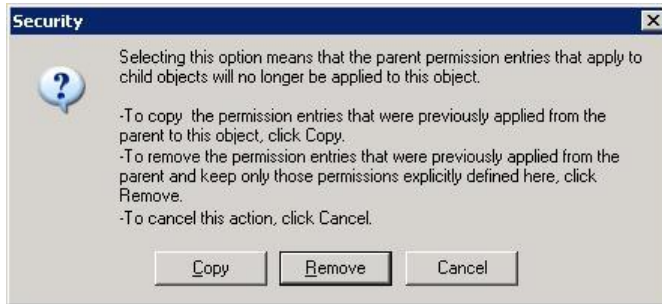 Security
Selecting this option means that the parent permission entries that apply to
child objects will no longer be applied to this object.
-To copy the permission entries that were previously applied from the
parent to this object, click Copy.
-To remove the permission entries that were previously applied from the
parent and keep only those permissions explicitly defined here, click
Remove.
-To cancel this action, click Cancel.
Copy Remove Cancel